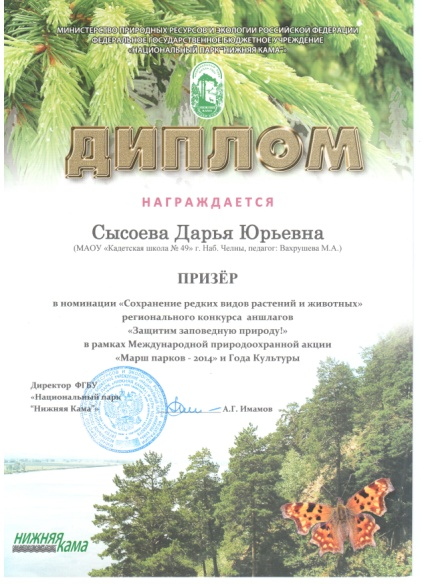 МИНИСТЕРСТВО ПРИРОДНЫХ РЕСУРСОВ И ЭКОЛОГИИ РОССИЙСКОЙ ФЕДЕРАЦИИ
ФЕДЕРАЛЬНОЕ ГОСУДАРСТВЕННОЕ БЮДЖЕТНОЕ УЧРЕЖДЕНИЕ
«НАЦИОНАЛЬНЫЙ ПАРК "НИЖНЯЯ КАМА"»
ДИПЛОМ
НАГРАЖДАЕТСЯ
Сысоева Дарья Юрьевна
(МАОУ «Кадетская школа № 49» г. Наб. Челны, педагог: Вахрушева М.А.)
ПРИЗЁР
в номинации «Сохранение редких видов растений и животных»
регионального конкурса аншлагов
«Защитим заповедную природу!»
в рамках Международной природоохранной акции
«Марш парков - 2014» и Года Культуры
Директор ФГБУ
«Национальный парк
"Нижняя Кама"»
А.Г. Имамов
НИЖНЯЯ
Кама